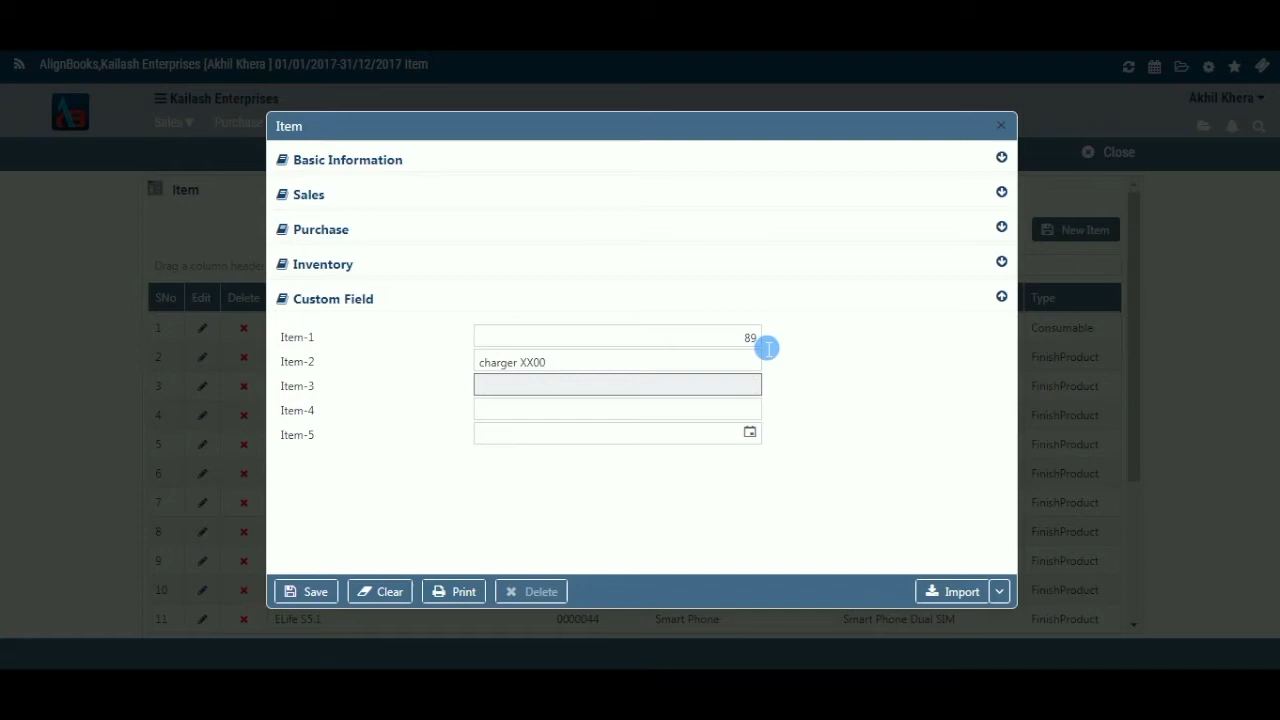 AlignBooks,Kailash Enterprises [Akhil Khera ] 01/01/2017-31/12/2017 Item
Kailash Enterprises
Akhil Khera
Sales
Purchase
Close
Item
New Item
Drag a column heade
SNo Edit Delete Type
1 Consumable
2 FinishProduct
3 FinishProduct
4 FinishProduct
5 FinishProduct
6 FinishProduct
7 FinishProduct
8 FinishProduct
9 FinishProduct
10 FinishProduct
11 ELife S5.1 0000044 Smart Phone Smart Phone Dual SIM FinishProduct
Item
Basic Information
Sales
Purchase
Inventory
Custom Field
Item-1 89
Item-2 charger XX00
Item-3
Item-4
Item-5
Save Clear Print Delete Import